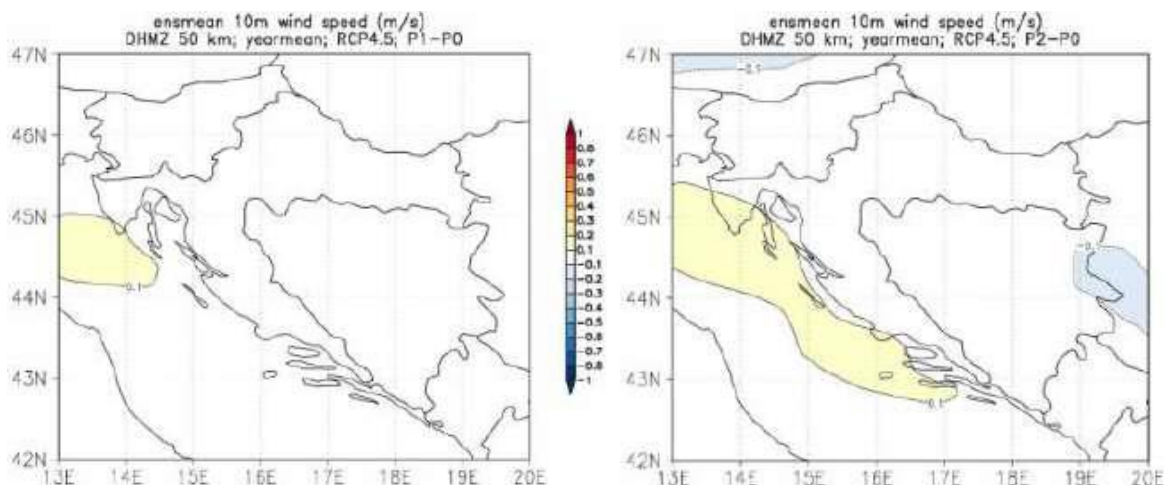 ensmean 10m wind speed (m/s)
DHMZ 50 km; yearmean; RCP4.5; P1-P0
47N
46N
45N
44N
43N
42N
13E 14E 15E 16E 17E 18E 19E 20E
0.1
1
0.8
0.7
0.6
0.5
0.4
0.3
0.2
0.1
-0.1
-0.2
-0.3
-0.4
-0.5
-0.6
-0.7
-0.8
-1
ensmean 10m wind speed (m/s)
DHMZ 50 km; yearmean; RCP4.5; P2-P0
47N
46N
45N
44N
43N
42N
13E 14E 15E 16E 17E 18E 19E 20E
-0.1
-0.1
0.1